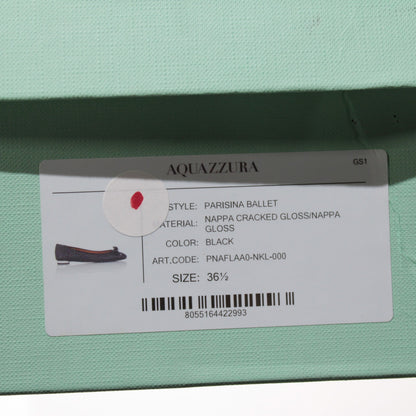 AQUAZZURA
GS1
STYLE: PARISINA BALLET
MATERIAL: NAPPA CRACKED GLOSS/NAPPA
GLOSS
COLOR: BLACK
ART.CODE: PNAFLAA0-NKL-000
SIZE: 36½
8055164422993